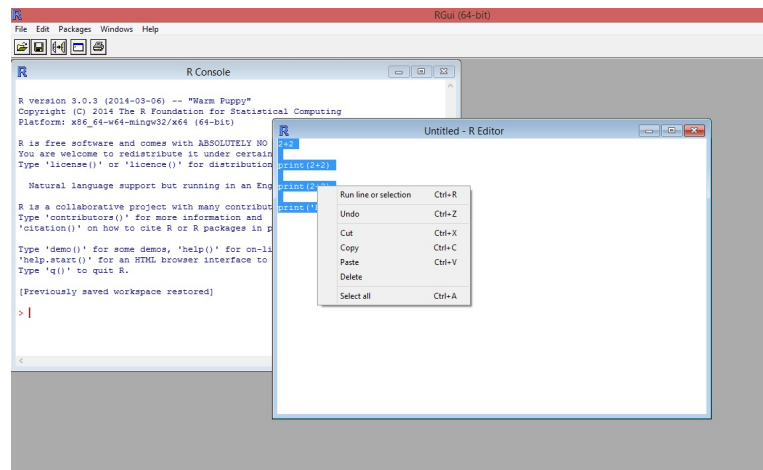 RGui (64-bit)
File Edit Packages Windows Help
R Console
R version 3.0.3 (2014-03-06) -- "Warm Puppy"
Copyright (C) 2014 The R Foundation for Statistical Computing
Platform: x86_64-w64-mingw32/x64 (64-bit)
R is free software and comes with ABSOLUTELY NO
You are welcome to redistribute it under certain
Type 'license()' or 'licence()' for distribution
Natural language support but running in an Eng
R is a collaborative project with many contribut
Type 'contributors()' for more information and
'citation()' on how to cite R or R packages in p
Type 'demo()' for some demos, 'help()' for on-li
'help.start()' for an HTML browser interface to
Type 'q()' to quit R.
[Previously saved workspace restored]
>
Untitled - R Editor
2+2
print(2+2)
print(2
print('
Run line or selection Ctrl+R
Undo Ctrl+Z
Cut Ctrl+X
Copy Ctrl+C
Paste Ctrl+V
Delete
Select all Ctrl+A